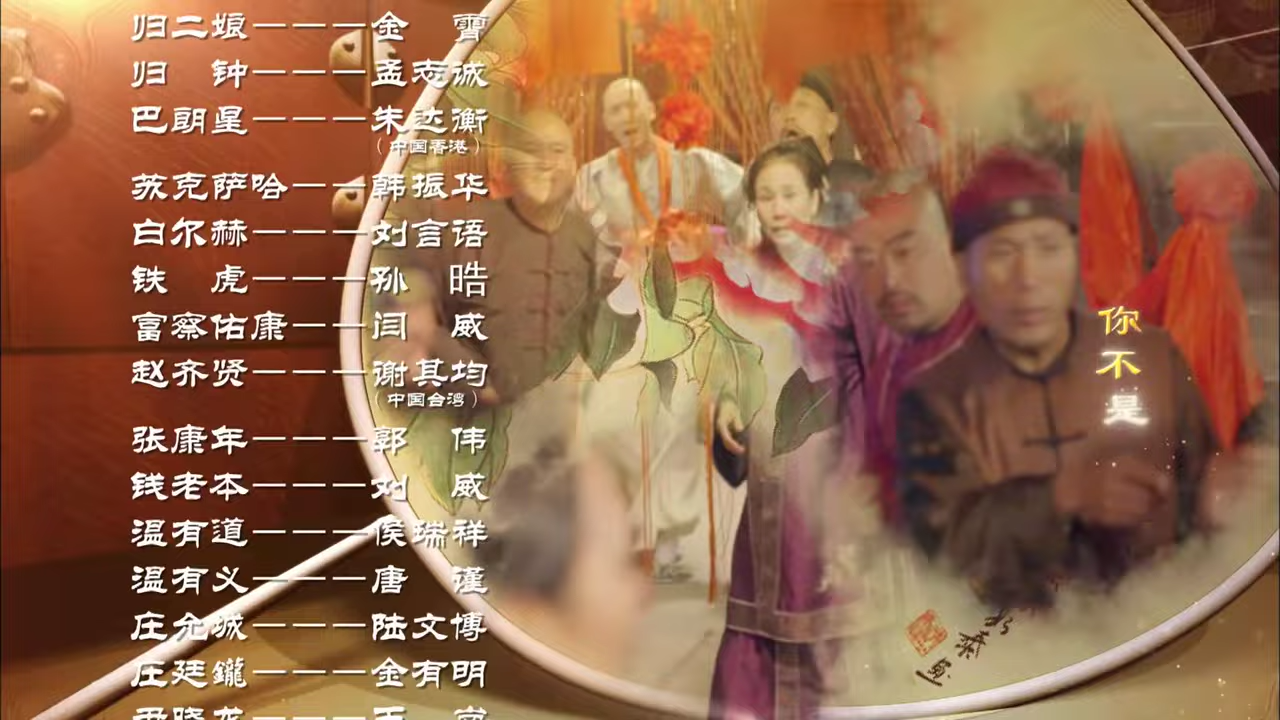 归二娘———金 霄
归 钟———孟志诚
巴朗星———朱达衡
（中国香港）
苏克萨哈——韩振华
白尔赫———刘言语
铁 虎———孙 皓
富察佑康——闫 威
赵齐贤———谢其均
（中国台湾）
张康年———郭 伟
钱老本———刘 威
温有道———侯瑞祥
温有义———唐 谨
庄允城———陆文博
庄廷鑨———金有明
你不是